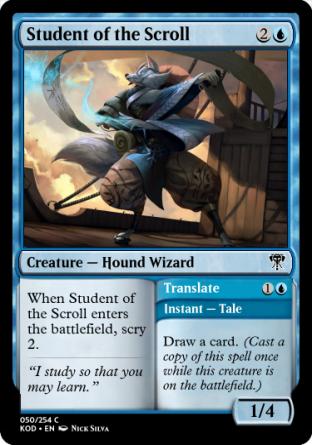 Student of the Scroll 2
Creature — Hound Wizard
When Student of
the Scroll enters
the battlefield, scry
2.
"I study so that you
may learn."
Translate 1
Instant — Tale
Draw a card. (Cast a
copy of this spell once
while this creature is
on the battlefield.)
1/4
050/254 C
KOD • EN Nick Silva